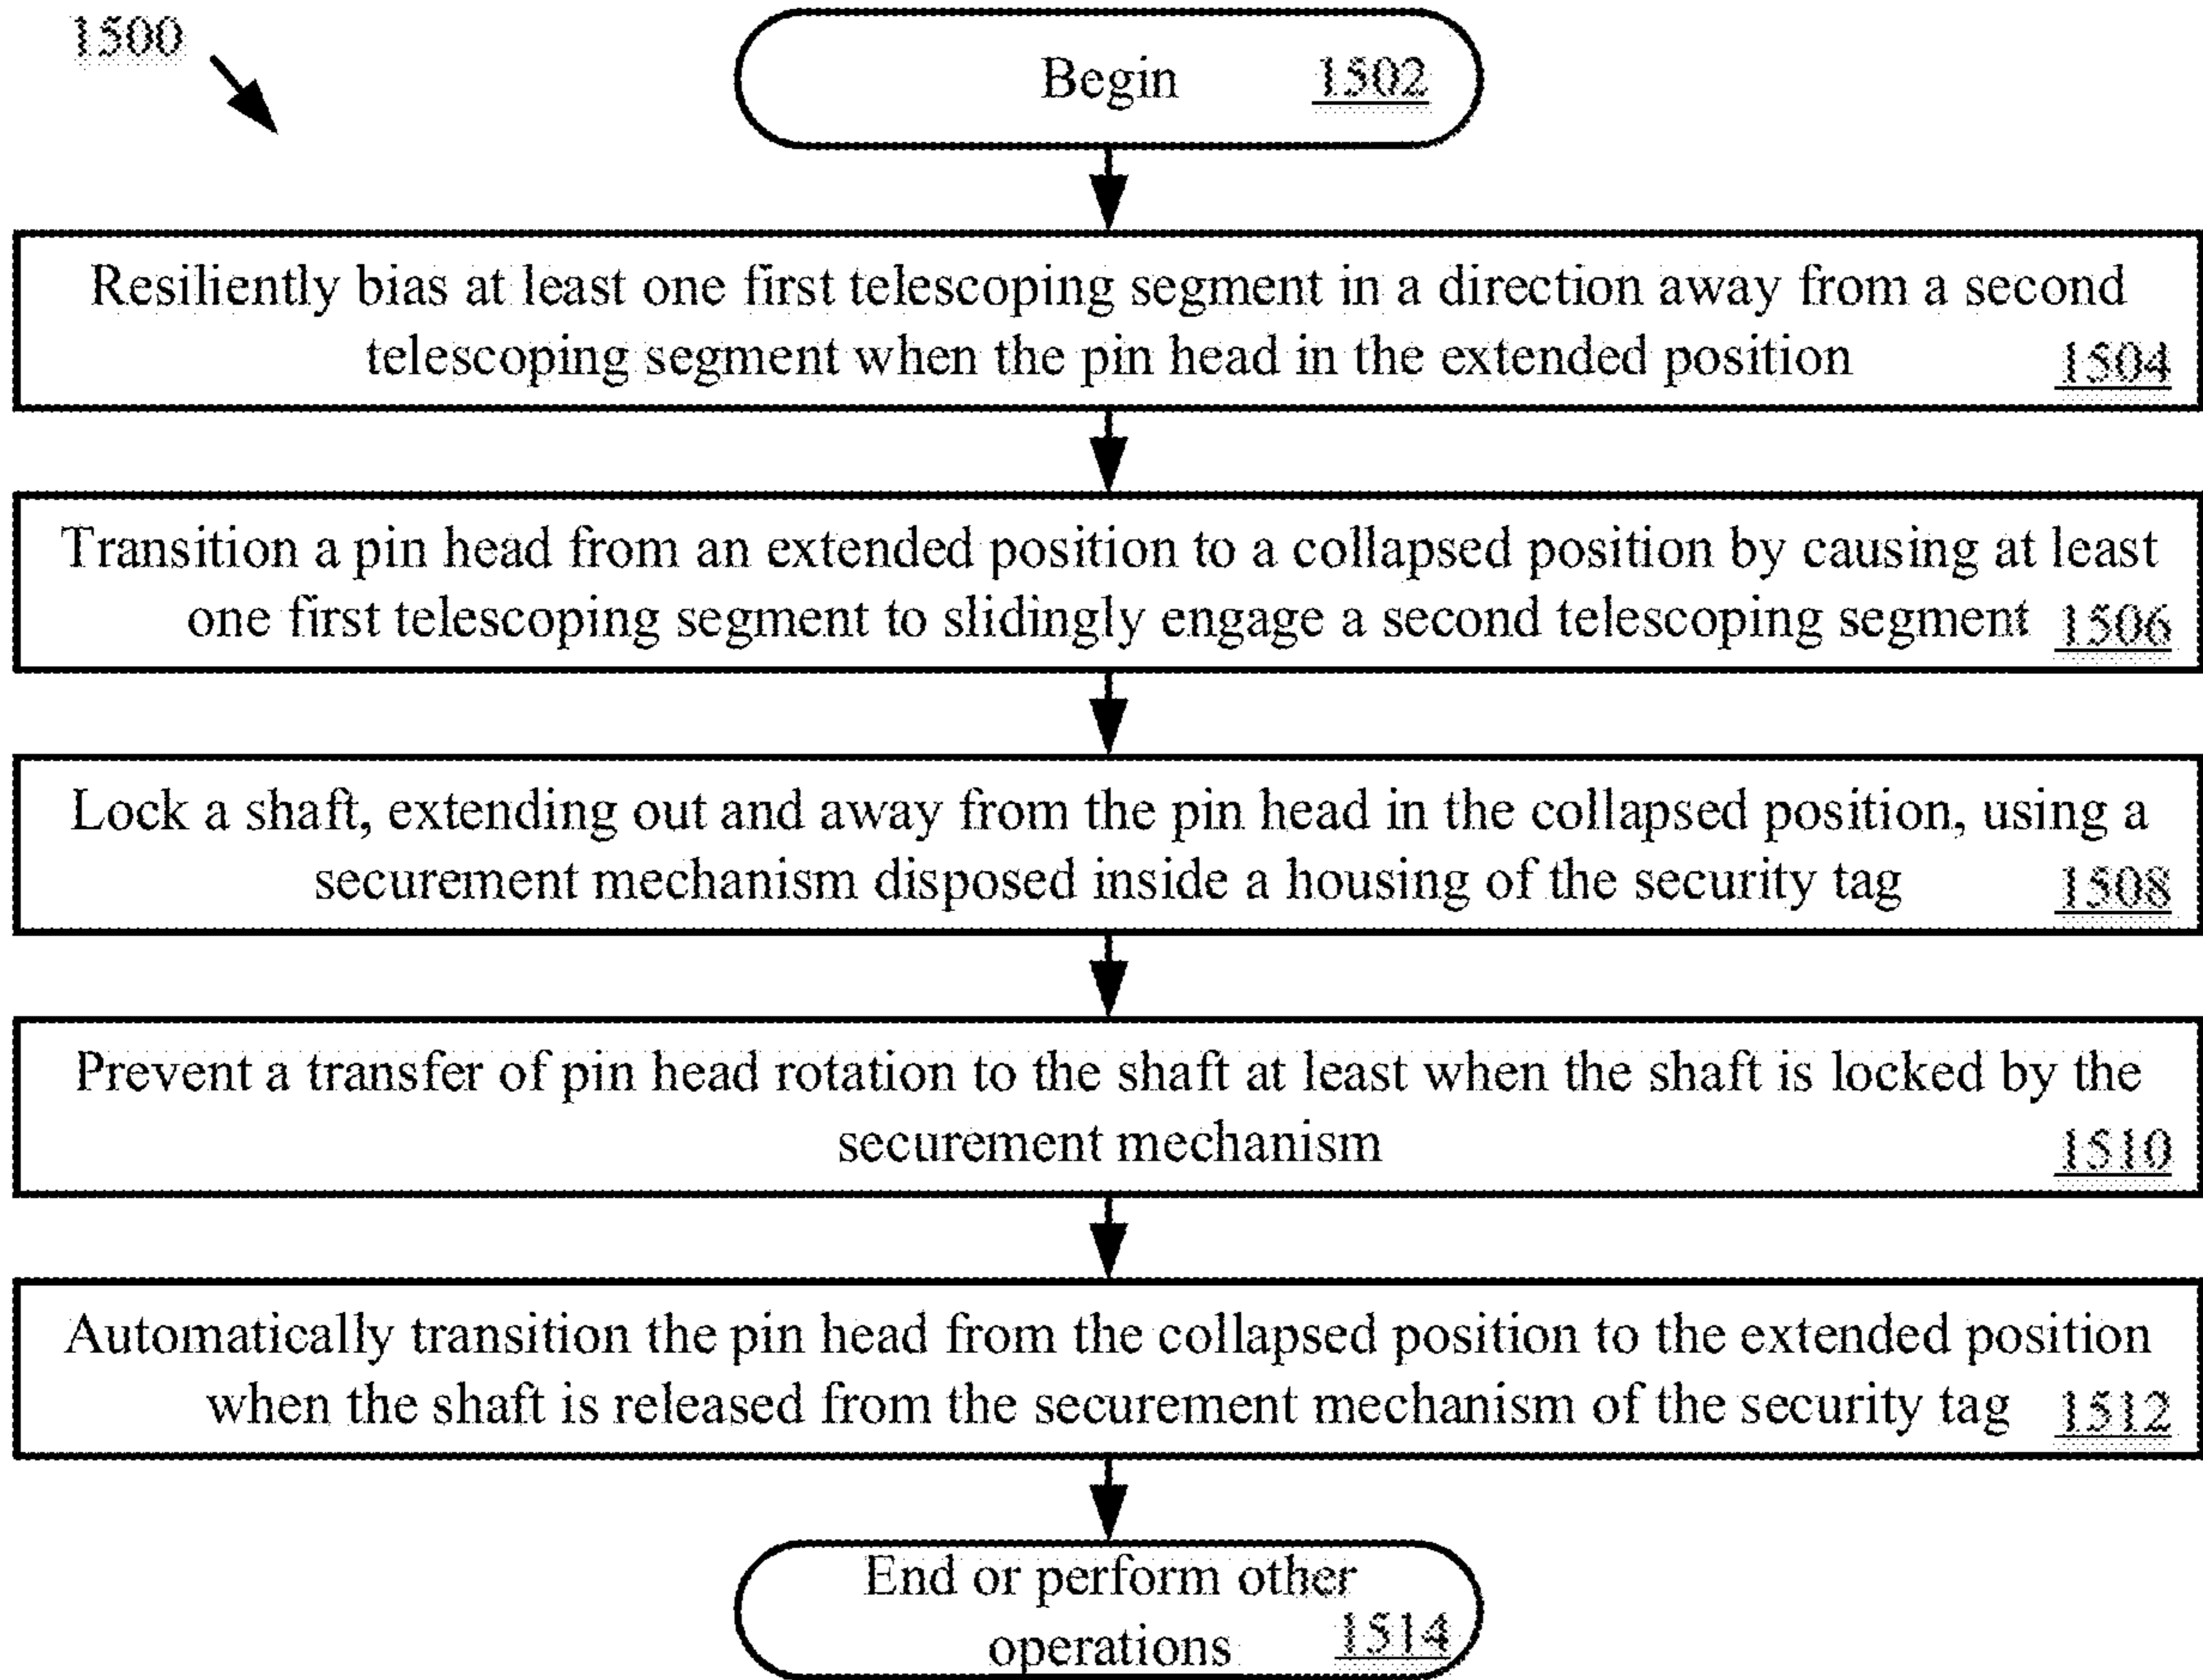 1500
Begin 1502
Resiliently bias at least one first telescoping segment in a direction away from a second
telescoping segment when the pin head in the extended position 1504
Transition a pin head from an extended position to a collapsed position by causing at least
one first telescoping segment to slidingly engage a second telescoping segment 1506
Lock a shaft, extending out and away from the pin head in the collapsed position, using a
securement mechanism disposed inside a housing of the security tag 1508
Prevent a transfer of pin head rotation to the shaft at least when the shaft is locked by the
securement mechanism 1510
Automatically transition the pin head from the collapsed position to the extended position
when the shaft is released from the securement mechanism of the security tag 1512
End or perform other
operations 1514